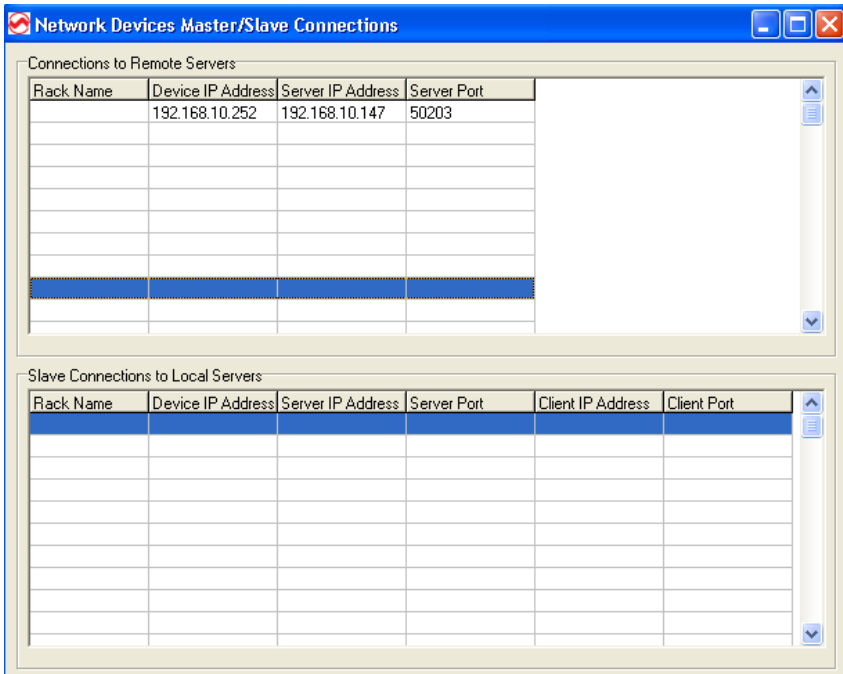 Network Devices Master/Slave Connections
Connections to Remote Servers
Rack Name Device IP Address Server IP Address Server Port
192.168.10.252 192.168.10.147 50203
Slave Connections to Local Servers
Rack Name Device IP Address Server IP Address Server Port Client IP Address Client Port